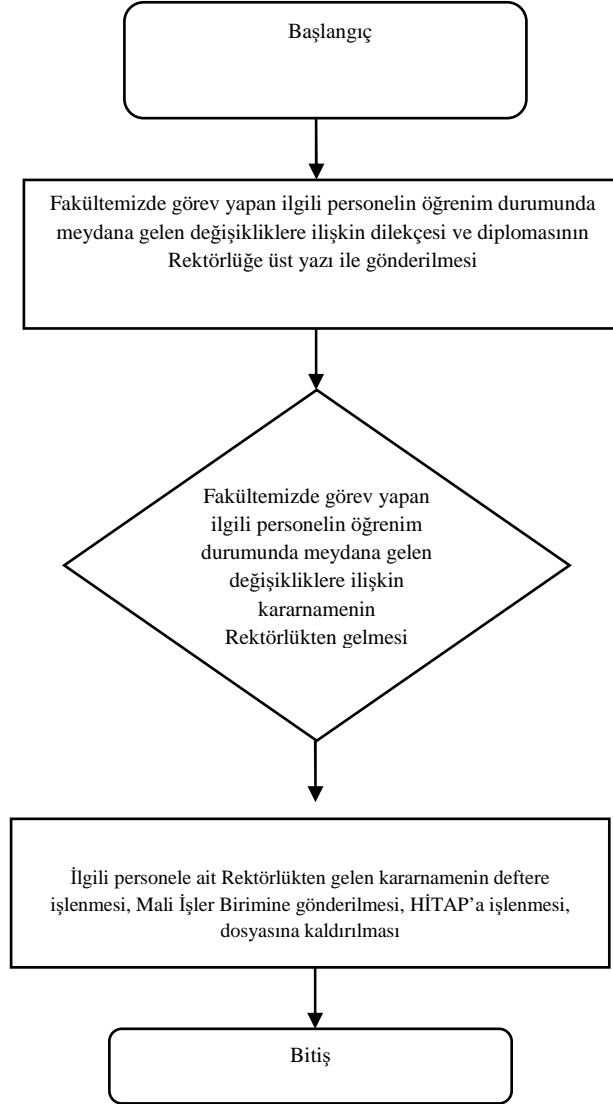 Başlangıç
Fakültemizde görev yapan ilgili personelin öğrenim durumunda
meydana gelen değişikliklere ilişkin dilekçesi ve diplomasının
Rektörlüğe üst yazı ile gönderilmesi
Fakültemizde görev yapan
ilgili personelin öğrenim
durumunda meydana gelen
değişikliklere ilişkin
kararnamenin
Rektörlükten gelmesi
İlgili personele ait Rektörlükten gelen kararnamenin deftere
işlenmesi, Mali İşler Birimine gönderilmesi, HİTAP’a işlenmesi,
dosyasına kaldırılması
Bitiş